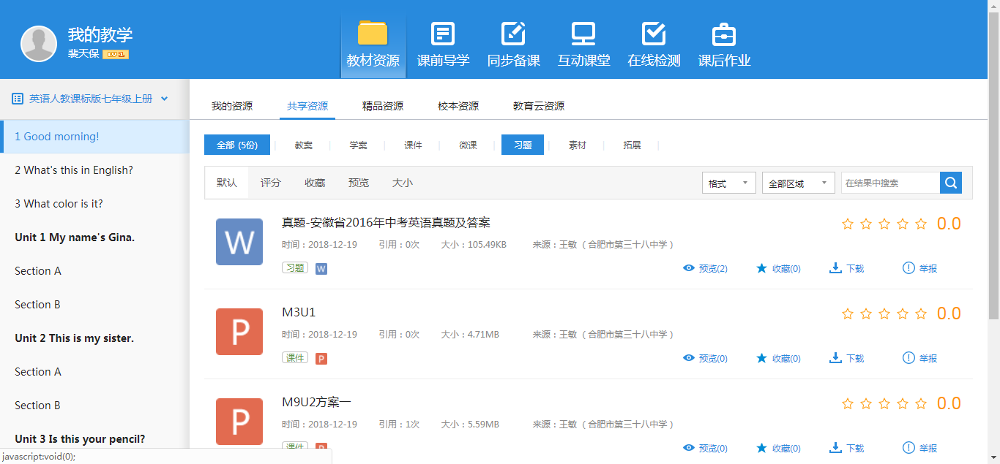 我的教学
裴天保 LV1
教材资源 课前导学 同步备课 互动课堂 在线检测 课后作业
英语人教课标版七年级上册
1 Good morning!
2 What's this in English?
3 What color is it?
Unit 1 My name's Gina.
Section A
Section B
Unit 2 This is my sister.
Section A
Section B
Unit 3 Is this your pencil?
javascript:void(0);
我的资源 共享资源 精品资源 校本资源 教育云资源
全部 (5份) 教案 学案 课件 微课 习题 素材 拓展
默认 评分 收藏 预览 大小 格式 全部区域 在结果中搜索
W
真题-安徽省2016年中考英语真题及答案 0.0
时间：2018-12-19 引用：0次 大小：105.49KB 来源：王敏（合肥市第三十八中学）
习题 W 预览(2) 收藏(0) 下载 举报
P
M3U1 0.0
时间：2018-12-19 引用：0次 大小：4.71MB 来源：王敏（合肥市第三十八中学）
课件 P 预览(0) 收藏(0) 下载 举报
P
M9U2方案一 0.0
时间：2018-12-19 引用：1次 大小：5.59MB 来源：王敏（合肥市第三十八中学）
课件 P 预览(0) 收藏(0) 下载 举报